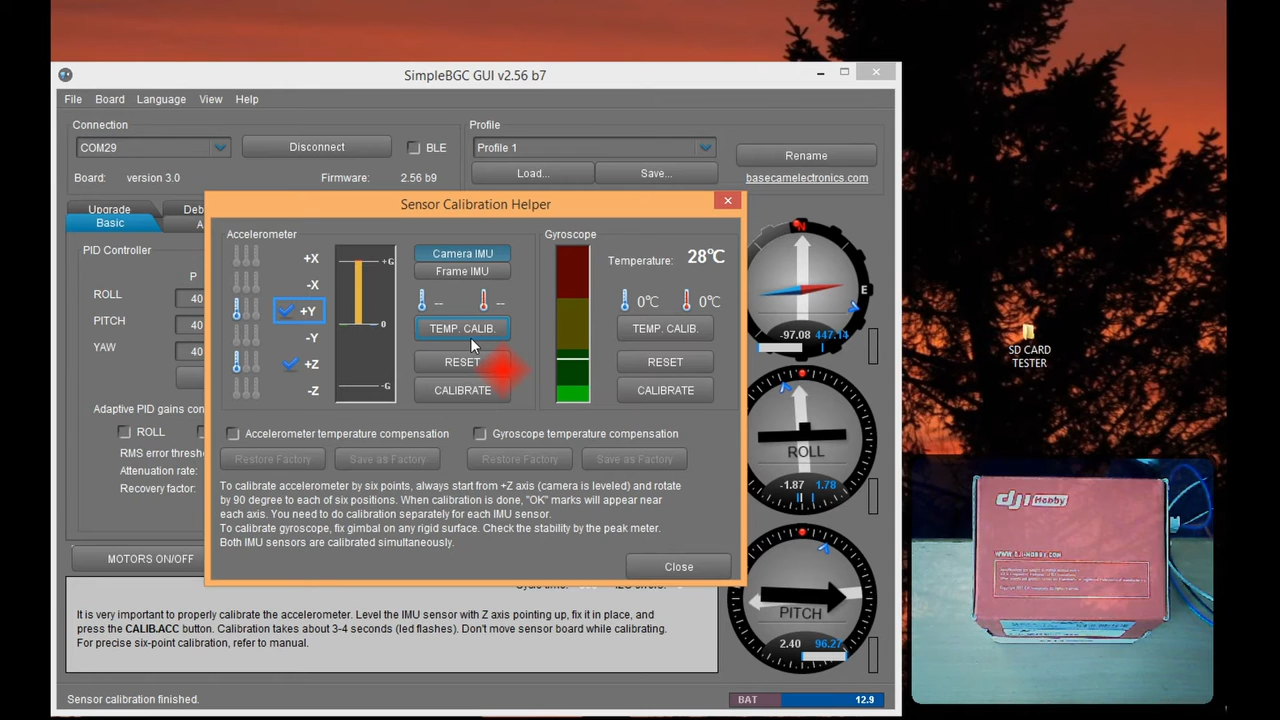 SimpleBGC GUI v2.56 b7
File Board Language View Help
Connection
COM29
Disconnect
BLE
Board: version 3.0 Firmware: 2.56 b9
Profile
Profile 1
Load... Save...
Rename
basecamelectronics.com
Upgrade Deb
Basic A
PID Controller
P
ROLL 40
PITCH 40
YAW 40
Adaptive PID gains con
ROLL
RMS error thresho
Attenuation rate:
Recovery factor:
MOTORS ON/OFF
Sensor Calibration Helper
Accelerometer
+X
-X
+Y
-Y
+Z
-Z
+G
0
-G
Camera IMU
Frame IMU
-- --
TEMP. CALIB.
RESET
CALIBRATE
Gyroscope
Temperature: 28℃
0℃ 0℃
TEMP. CALIB.
RESET
CALIBRATE
Accelerometer temperature compensation
Restore Factory Save as Factory
Gyroscope temperature compensation
Restore Factory Save as Factory
To calibrate accelerometer by six points, always start from +Z axis (camera is leveled) and rotate
by 90 degree to each of six positions. When calibration is done, "OK" marks will appear near
each axis. You need to do calibration separately for each IMU sensor.
To calibrate gyroscope, fix gimbal on any rigid surface. Check the stability by the peak meter.
Both IMU sensors are calibrated simultaneously.
Close
N
E
-97.08 447.14
ROLL
-1.87 1.78
PITCH
2.40 96.27
It is very important to properly calibrate the accelerometer. Level the IMU sensor with Z axis pointing up, fix it in place, and
press the CALIB.ACC button. Calibration takes about 3-4 seconds (led flashes). Don't move sensor board while calibrating.
For precise six-point calibration, refer to manual.
Sensor calibration finished.
BAT 12.9
SD CARD
TESTER
dji Hobby
WWW.DJI-HOBBY.COM